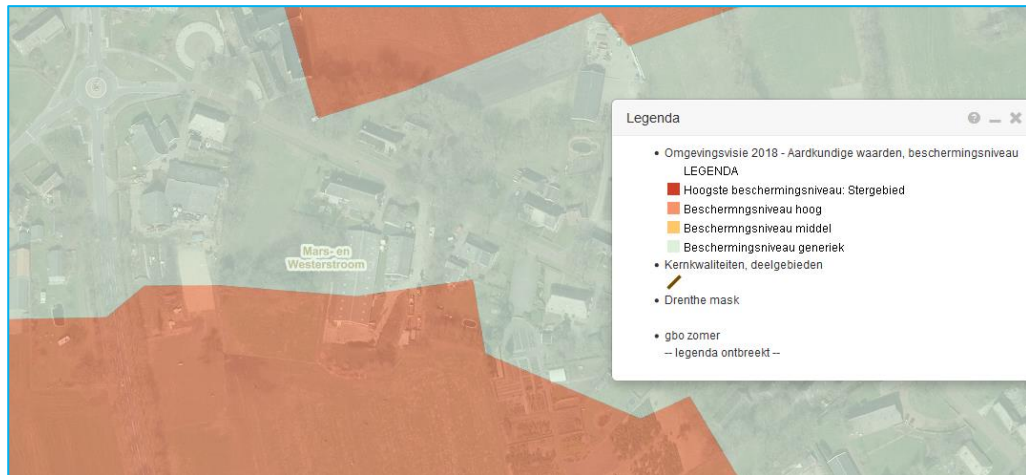 Mars- en
Westerstroom
Legenda
Omgevingsvisie 2018 - Aardkundige waarden, beschermingsniveau
LEGENDA
Hoogste beschermingsniveau: Stergebied
Beschermngsniveau hoog
Beschermngsniveau middel
Beschermingsniveau generiek
Kernkwaliteiten, deelgebieden
Drenthe mask
gbo zomer
-- legenda ontbreekt --